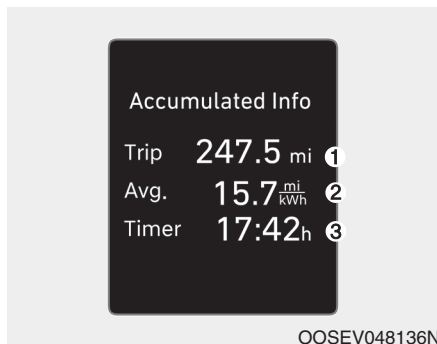 Accumulated Info
Trip 247.5 mi 1
Avg. 15.7 mi/kWh 2
Timer 17:42h 3
OOSEV048136N